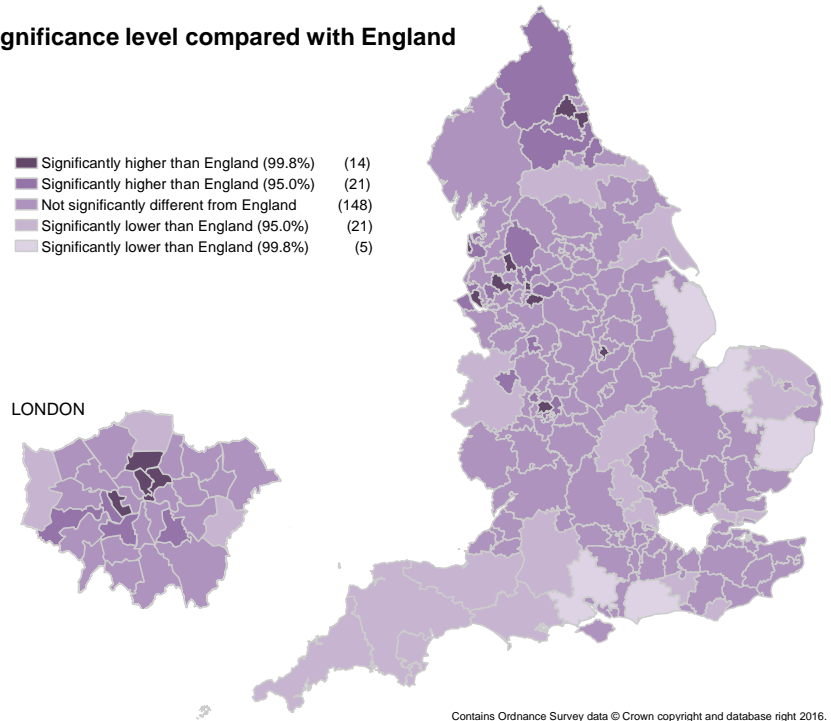 gnificance level compared with England
Significantly higher than England (99.8%) (14)
Significantly higher than England (95.0%) (21)
Not significantly different from England (148)
Significantly lower than England (95.0%) (21)
Significantly lower than England (99.8%) (5)
LONDON
Contains Ordnance Survey data © Crown copyright and database right 2016.